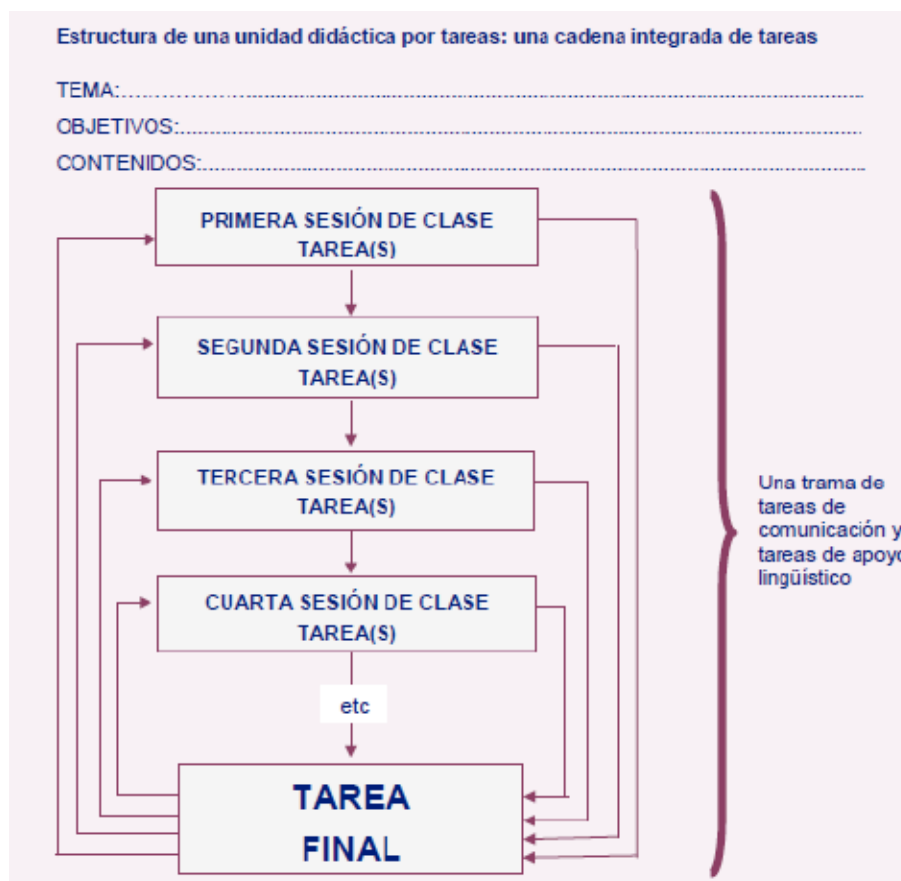 Estructura de una unidad didáctica por tareas: una cadena integrada de tareas
TEMA:........................................................................................................
OBJETIVOS:........................................................................................................
CONTENIDOS:........................................................................................................
PRIMERA SESIÓN DE CLASE
TAREA(S)
SEGUNDA SESIÓN DE CLASE
TAREA(S)
TERCERA SESIÓN DE CLASE
TAREA(S)
CUARTA SESIÓN DE CLASE
TAREA(S)
etc
TAREA
FINAL
Una trama de
tareas de
comunicación y
tareas de apoyo
lingüístico